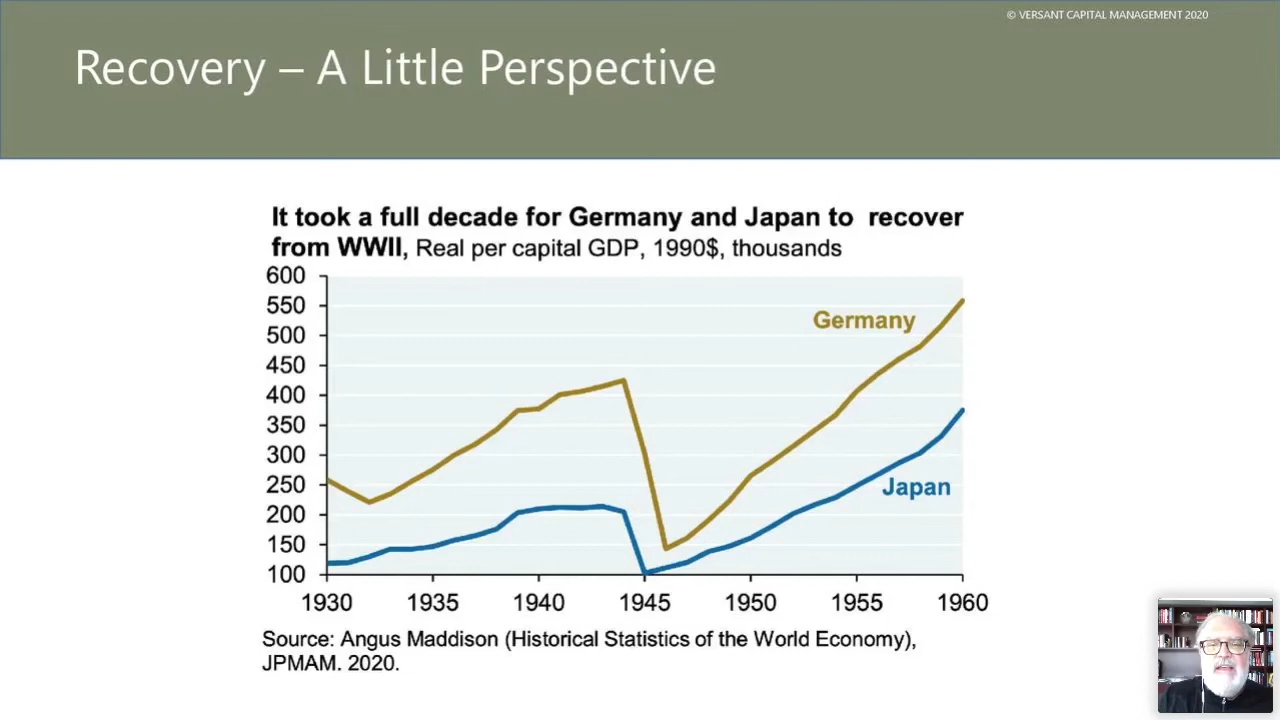 © VERSANT CAPITAL MANAGEMENT 2020
Recovery – A Little Perspective
It took a full decade for Germany and Japan to recover
from WWII, Real per capital GDP, 1990$, thousands
600
550
500
450
400
350
300
250
200
150
100
Germany
Japan
1930 1935 1940 1945 1950 1955 1960
Source: Angus Maddison (Historical Statistics of the World Economy),
JPMAM. 2020.